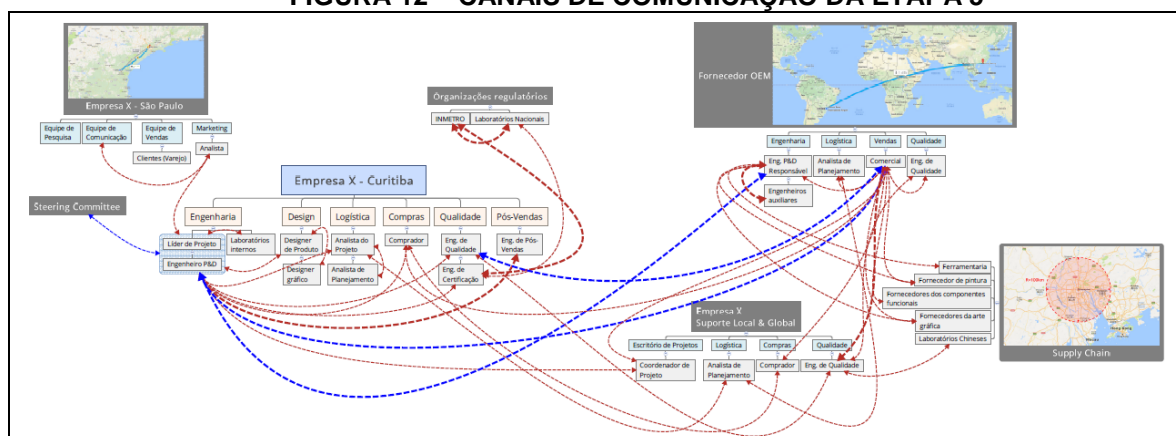 FIGURA 12 – CANAIS DE COMUNICAÇÃO DA ETAPA
Empresa X - São Paulo
Equipe de
Pesquisa
Equipe de
Comunicação
Equipe de
Vendas
Marketing
Clientes (Varejo)
Analista
Organizações regulatórios
INMETRO
Laboratórios Nacionais
Fornecedor OEM
Engenharia
Logística
Vendas
Qualidade
Eng. P&D
Responsável
Analista de
Planejamento
Comercial
Eng. de
Qualidade
Engenheiros
auxiliares
Steering Committee
Empresa X - Curitiba
Engenharia
Design
Logística
Compras
Qualidade
Pós-Vendas
Líder de Projeto
Engenheiro P&D
Laboratórios
internos
Designer
de Produto
Designer
gráfico
Analista do
Projeto
Analista de
Planejamento
Comprador
Eng. de
Qualidade
Eng. de
Certificação
Eng. de Pós-
Vendas
Empresa X
Suporte Local & Global
Escritório de Projetos
Logística
Compras
Qualidade
Coordenador de
Projeto
Analista de
Planejamento
Comprador
Eng. de Qualidade
Ferramentaria
Fornecedor de pintura
Fornecedores dos componentes
funcionais
Fornecedores da arte
gráfica
Laboratórios Chineses
Supply Chain